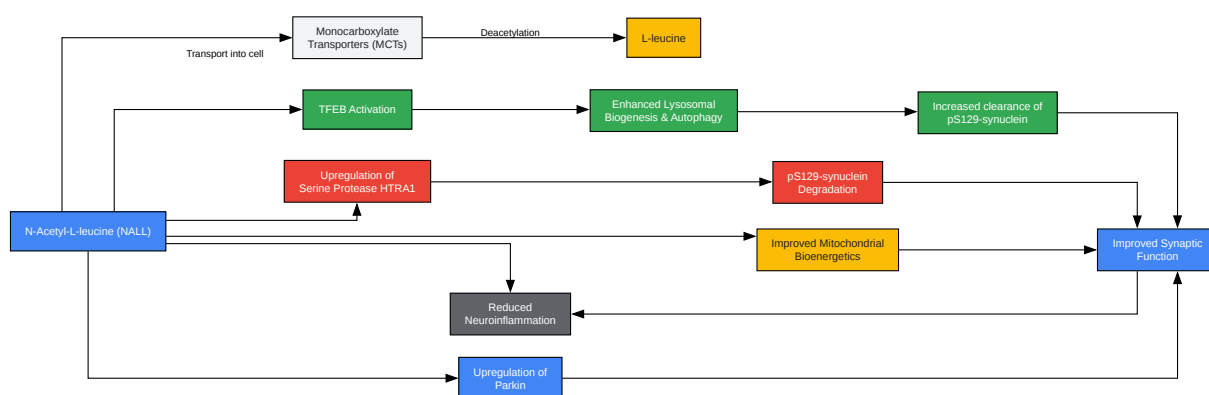 Monocarboxylate
Transporters (MCTs)
Transport into cell
Deacetylation
L-leucine
TFEB Activation
Enhanced Lysosomal
Biogenesis & Autophagy
Increased clearance of
pS129-synuclein
Upregulation of
Serine Protease HTRA1
pS129-synuclein
Degradation
N-Acetyl-L-leucine (NALL)
Improved Mitochondrial
Bioenergetics
Improved Synaptic
Function
Reduced
Neuroinflammation
Upregulation of
Parkin